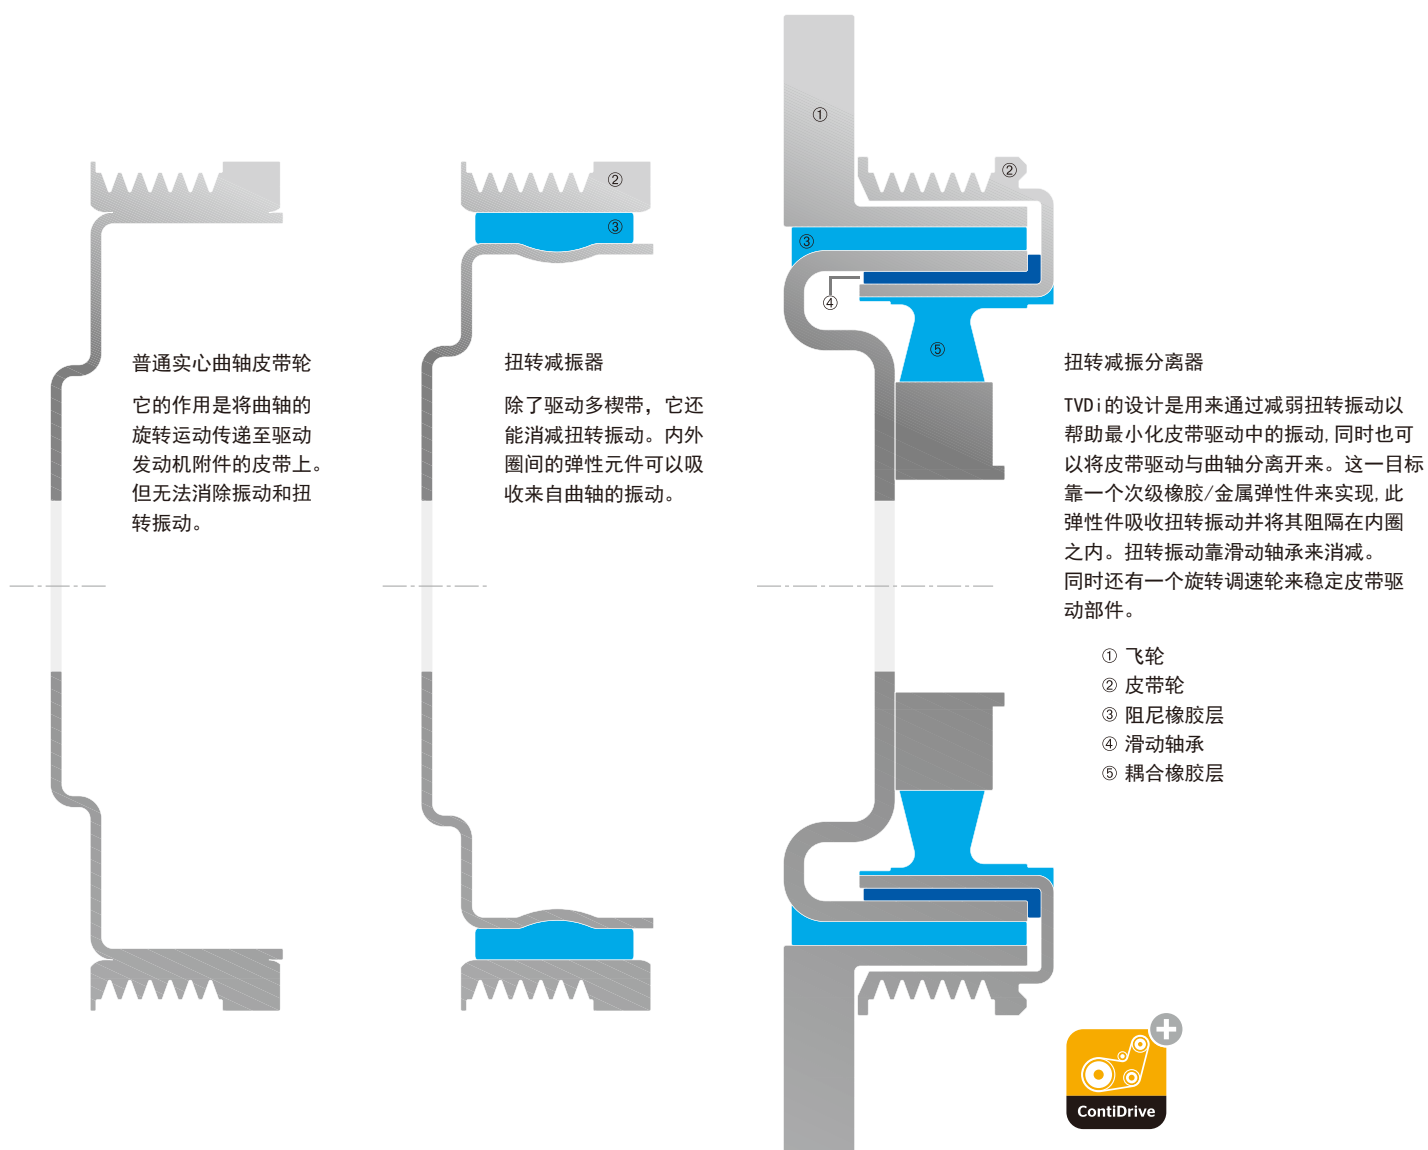 ①
②
②
③
③
④
⑤
普通实心曲轴皮带轮
它的作用是将曲轴的
旋转运动传递至驱动
发动机附件的皮带上。
但无法消除振动和扭
转振动。
扭转减振器
除了驱动多楔带，它还
能消减扭转振动。内外
圈间的弹性元件可以吸
收来自曲轴的振动。
扭转减振分离器
TVDi的设计是用来通过减弱扭转振动以
帮助最小化皮带驱动中的振动,同时也可
以将皮带驱动与曲轴分离开来。这一目标
靠一个次级橡胶/金属弹性件来实现,此
弹性件吸收扭转振动并将其阻隔在内圈
之内。扭转振动靠滑动轴承来消减。
同时还有一个旋转调速轮来稳定皮带驱
动部件。
① 飞轮
② 皮带轮
③ 阻尼橡胶层
④ 滑动轴承
⑤ 耦合橡胶层
ContiDrive